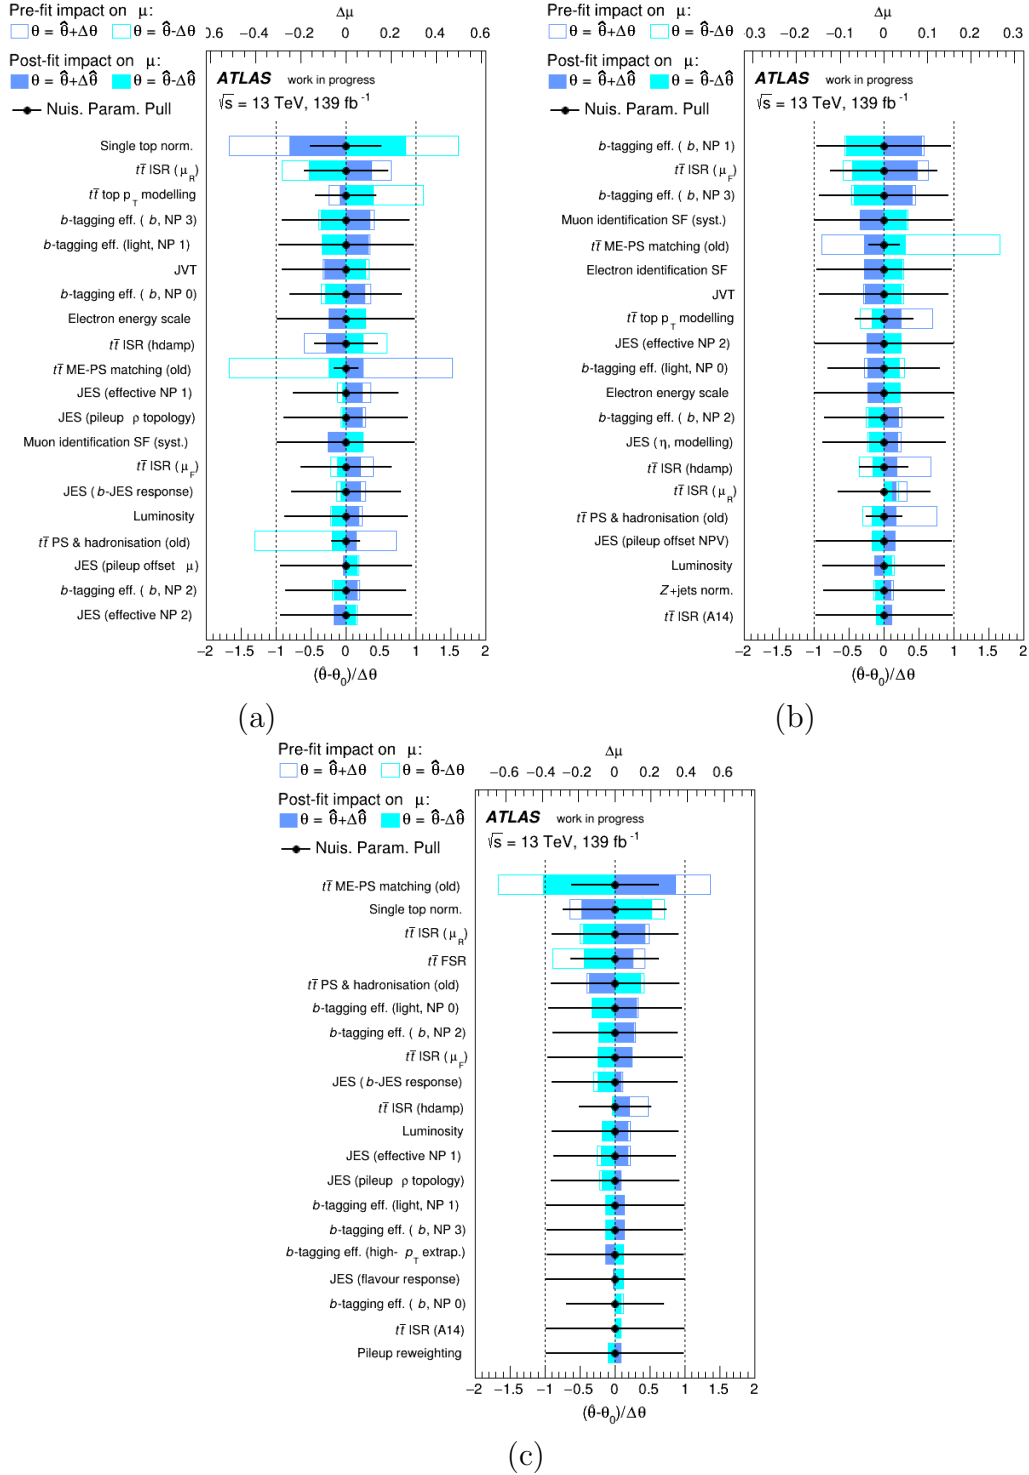 Pre-fit impact on μ:
θ = θ̂+Δθ θ = θ̂-Δθ
Post-fit impact on μ:
θ = θ̂+Δθ̂ θ = θ̂-Δθ̂
Nuis. Param. Pull
Δμ
0.6 −0.4 −0.2 0 0.2 0.4 0.6
ATLAS work in progress
√s = 13 TeV, 139 fb⁻¹
Single top norm.
tt̄ ISR (μ_R)
tt̄ top p_T modelling
b-tagging eff. ( b, NP 3)
b-tagging eff. (light, NP 1)
JVT
b-tagging eff. ( b, NP 0)
Electron energy scale
tt̄ ISR (hdamp)
tt̄ ME-PS matching (old)
JES (effective NP 1)
JES (pileup ρ topology)
Muon identification SF (syst.)
tt̄ ISR (μ_F)
JES ( b-JES response)
Luminosity
tt̄ PS & hadronisation (old)
JES (pileup offset μ)
b-tagging eff. ( b, NP 2)
JES (effective NP 2)
−2 −1.5 −1 −0.5 0 0.5 1 1.5 2
(θ̂-θ₀)/Δθ
(a)
Pre-fit impact on μ:
θ = θ̂+Δθ θ = θ̂-Δθ
Post-fit impact on μ:
θ = θ̂+Δθ̂ θ = θ̂-Δθ̂
Nuis. Param. Pull
Δμ
−0.3 −0.2 −0.1 0 0.1 0.2 0.3
ATLAS work in progress
√s = 13 TeV, 139 fb⁻¹
b-tagging eff. ( b, NP 1)
tt̄ ISR (μ_F)
b-tagging eff. ( b, NP 3)
Muon identification SF (syst.)
tt̄ ME-PS matching (old)
Electron identification SF
JVT
tt̄ top p_T modelling
JES (effective NP 2)
b-tagging eff. (light, NP 0)
Electron energy scale
b-tagging eff. ( b, NP 2)
JES (η, modelling)
tt̄ ISR (hdamp)
tt̄ ISR (μ_R)
tt̄ PS & hadronisation (old)
JES (pileup offset NPV)
Luminosity
Z+jets norm.
tt̄ ISR (A14)
−2 −1.5 −1 −0.5 0 0.5 1 1.5 2
(θ̂-θ₀)/Δθ
(b)
Pre-fit impact on μ:
θ = θ̂+Δθ θ = θ̂-Δθ
Post-fit impact on μ:
θ = θ̂+Δθ̂ θ = θ̂-Δθ̂
Nuis. Param. Pull
Δμ
−0.6 −0.4 −0.2 0 0.2 0.4 0.6
ATLAS work in progress
√s = 13 TeV, 139 fb⁻¹
tt̄ ME-PS matching (old)
Single top norm.
tt̄ ISR (μ_R)
tt̄ FSR
tt̄ PS & hadronisation (old)
b-tagging eff. (light, NP 0)
b-tagging eff. ( b, NP 2)
tt̄ ISR (μ_F)
JES ( b-JES response)
tt̄ ISR (hdamp)
Luminosity
JES (effective NP 1)
JES (pileup ρ topology)
b-tagging eff. (light, NP 1)
b-tagging eff. ( b, NP 3)
b-tagging eff. (high- p_T extrap.)
JES (flavour response)
b-tagging eff. ( b, NP 0)
tt̄ ISR (A14)
Pileup reweighting
−2 −1.5 −1 −0.5 0 0.5 1 1.5 2
(θ̂-θ₀)/Δθ
(c)